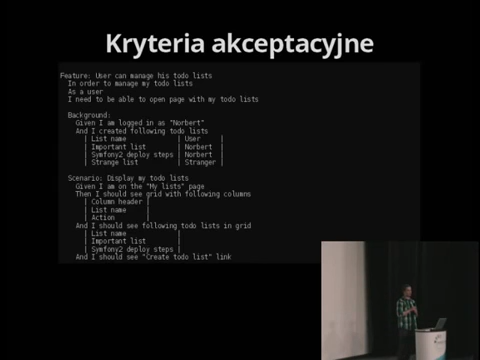 Kryteria akceptacyjne
Feature: User can manage his todo lists
In order to manage my todo lists
As a user
I need to be able to open page with my todo lists
Background:
Given I am logged in as "Norbert"
And I created following todo lists
| List name | User |
| Important list | Norbert |
| Symfony2 deploy steps | Norbert |
| Strange list | Stranger |
Scenario: Display my todo lists
Given I am on the "My lists" page
Then I should see grid with following columns
| Column header |
| List name |
| Action |
And I should see following todo lists in grid
| List name |
| Important list |
| Symfony2 deploy steps |
And I should see "Create todo list" link